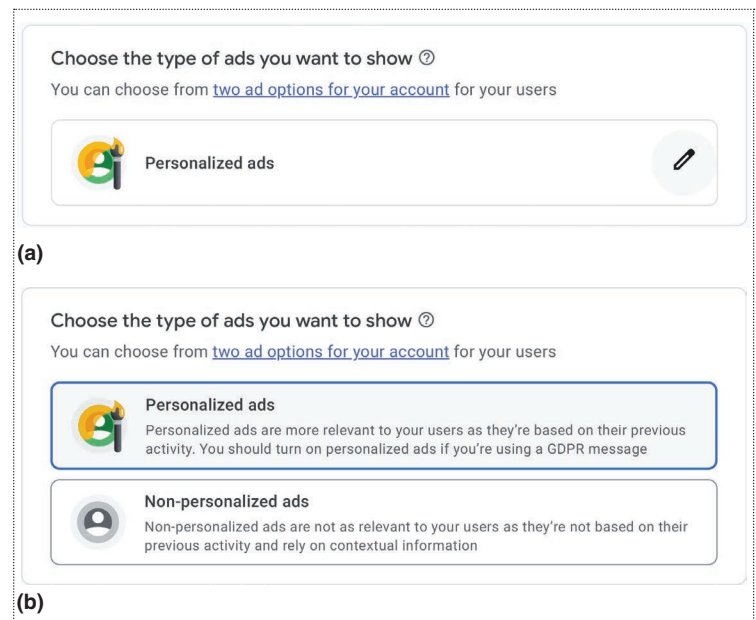 Choose the type of ads you want to show ?
You can choose from two ad options for your account for your users
Personalized ads
(a)
Choose the type of ads you want to show ?
You can choose from two ad options for your account for your users
Personalized ads
Personalized ads are more relevant to your users as they’re based on their previous
activity. You should turn on personalized ads if you’re using a GDPR message
Non-personalized ads
Non-personalized ads are not as relevant to your users as they’re not based on their
previous activity and rely on contextual information
(b)